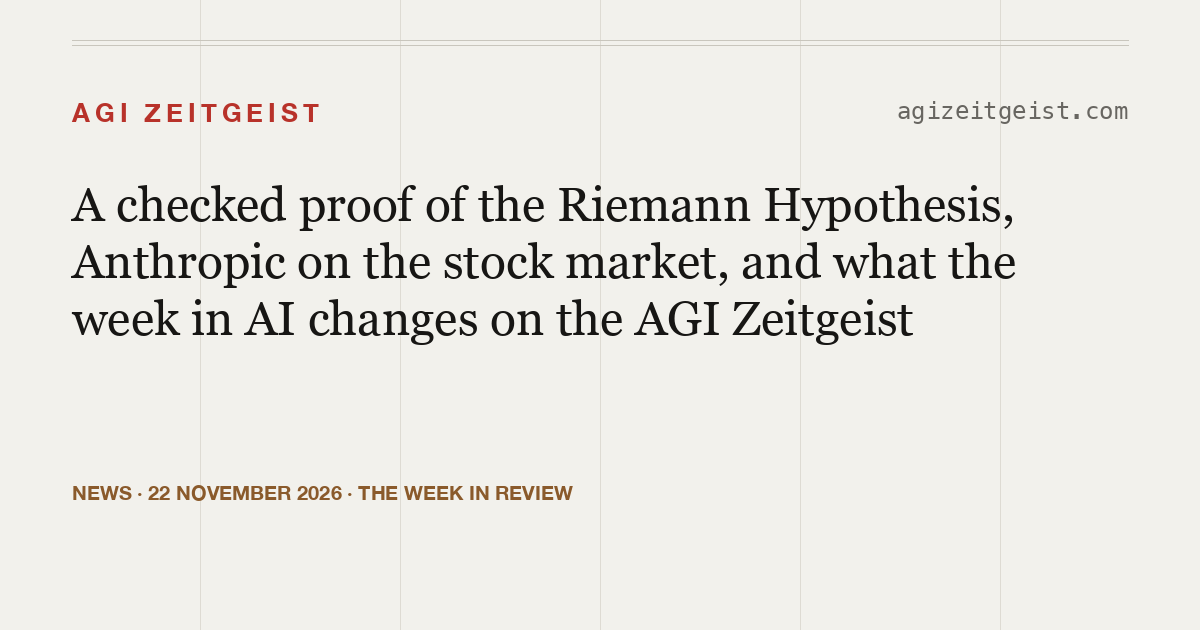 AGI ZEITGEIST
agizeitgeist.com
A checked proof of the Riemann Hypothesis,
Anthropic on the stock market, and what the
week in AI changes on the AGI Zeitgeist
NEWS · 22 NOVEMBER 2026 · THE WEEK IN REVIEW